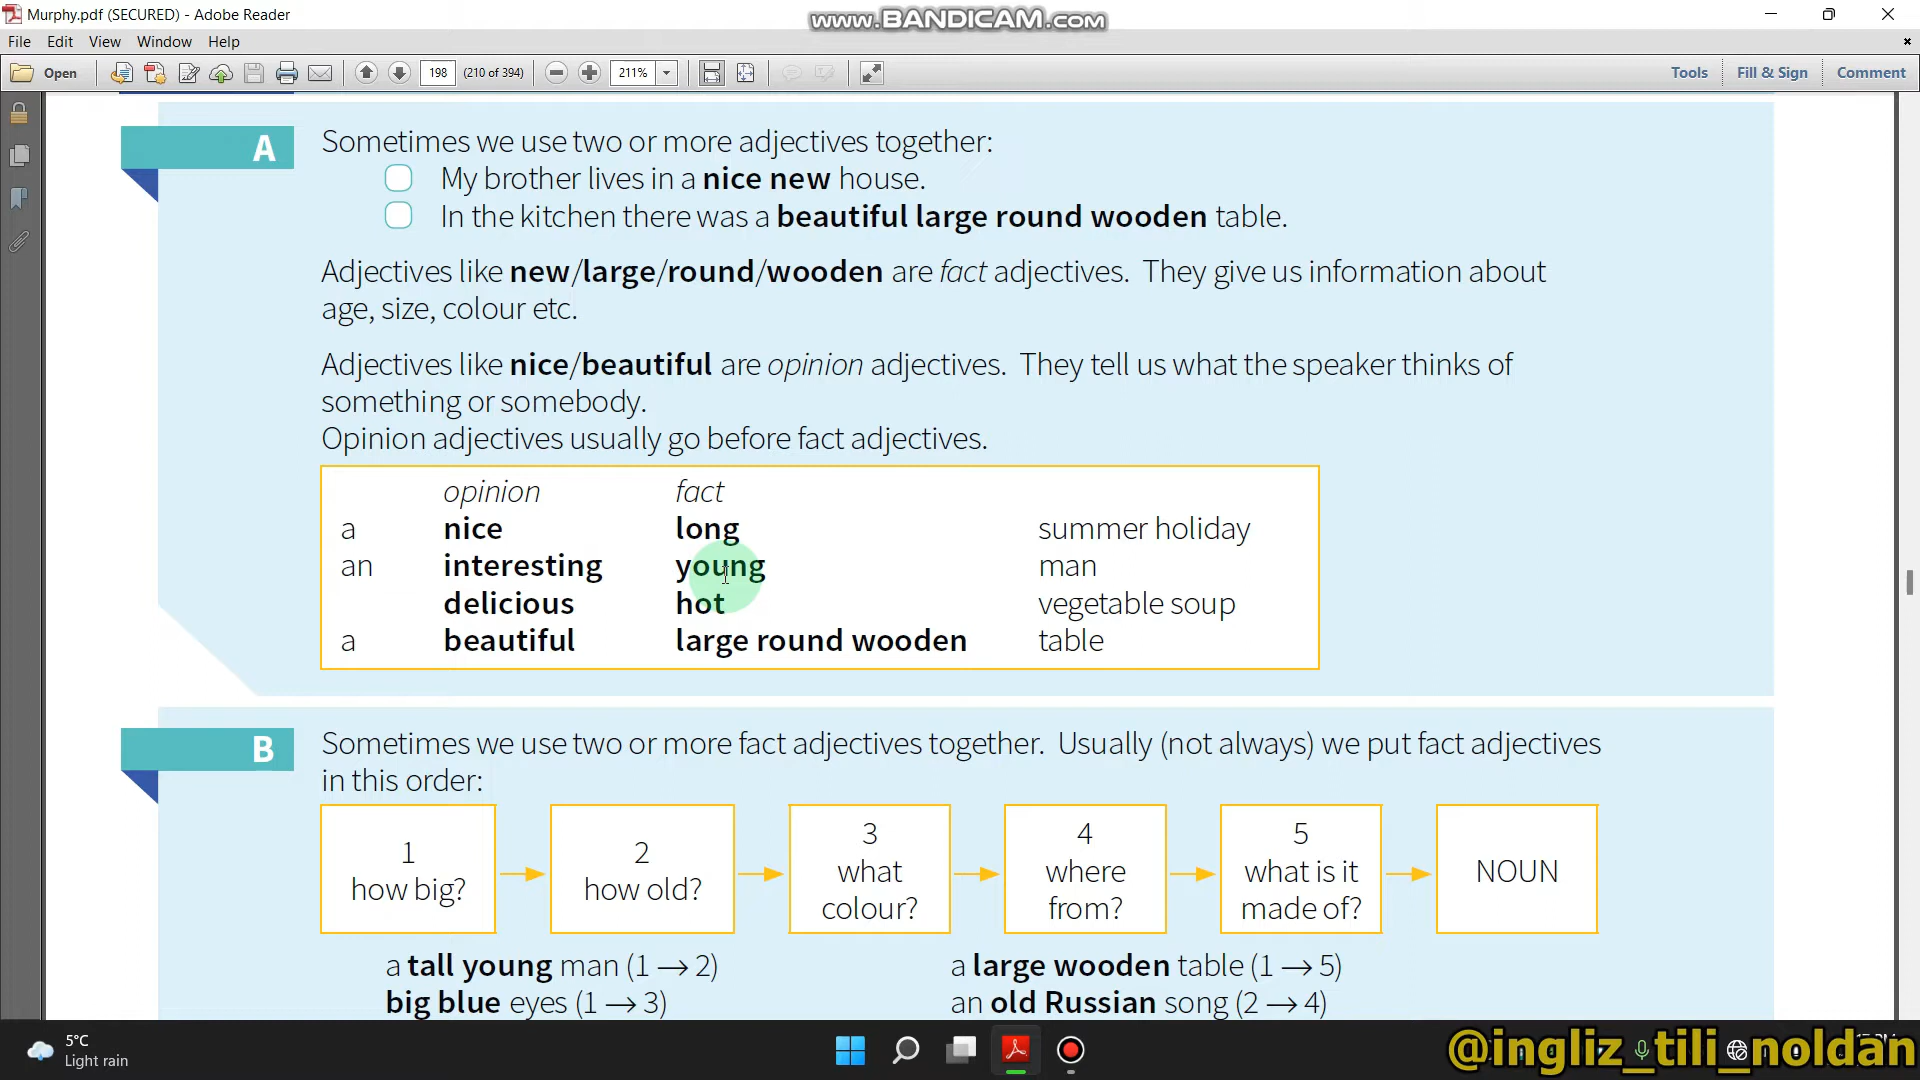 Murphy.pdf (SECURED) - Adobe Reader
www.BANDICAM.COM
File Edit View Window Help
Open 198 (210 of 394) 211% Tools Fill & Sign Comment
A
Sometimes we use two or more adjectives together:
My brother lives in a nice new house.
In the kitchen there was a beautiful large round wooden table.
Adjectives like new/large/round/wooden are fact adjectives. They give us information about
age, size, colour etc.
Adjectives like nice/beautiful are opinion adjectives. They tell us what the speaker thinks of
something or somebody.
Opinion adjectives usually go before fact adjectives.
opinion fact
a nice long summer holiday
an interesting young man
delicious hot vegetable soup
a beautiful large round wooden table
B
Sometimes we use two or more fact adjectives together. Usually (not always) we put fact adjectives
in this order:
1
how big?
2
how old?
3
what
colour?
4
where
from?
5
what is it
made of?
NOUN
a tall young man (1 → 2)
big blue eyes (1 → 3)
a large wooden table (1 → 5)
an old Russian song (2 → 4)
5°C
Light rain
@ingliz_tili_noldan